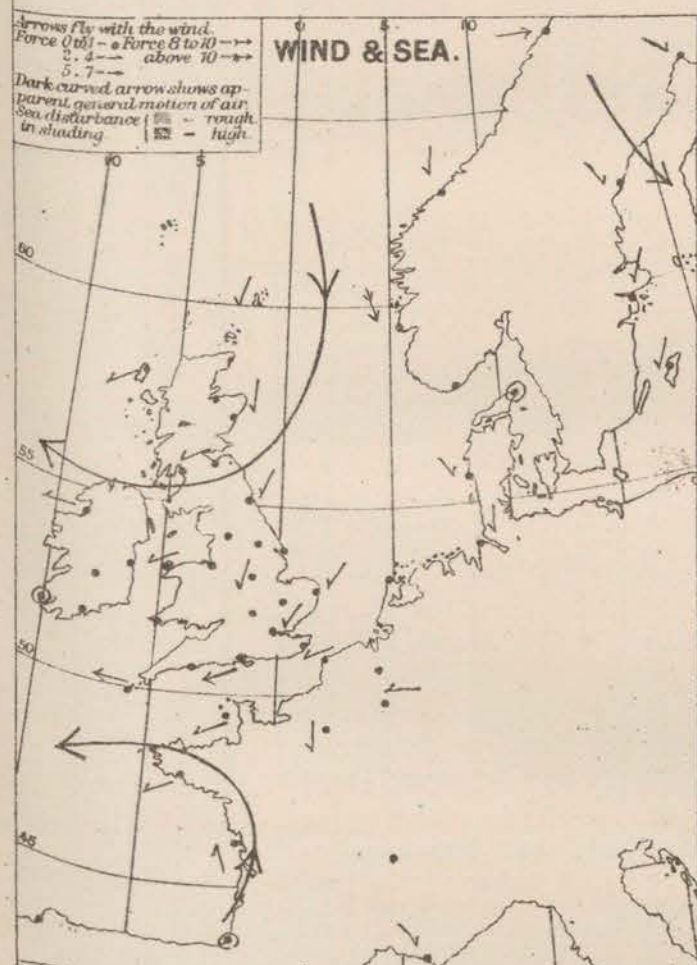 WIND & SEA.
Arrows fly with the wind.
Force 0 to 1 - Force 8 to 10
2 . 4 - above 10
5 . 7 -
Dark curved arrow shows ap-
parent general motion of air
Sea disturbance { - rough
in shading - high
10 5 0 5 10
60
55
50
45